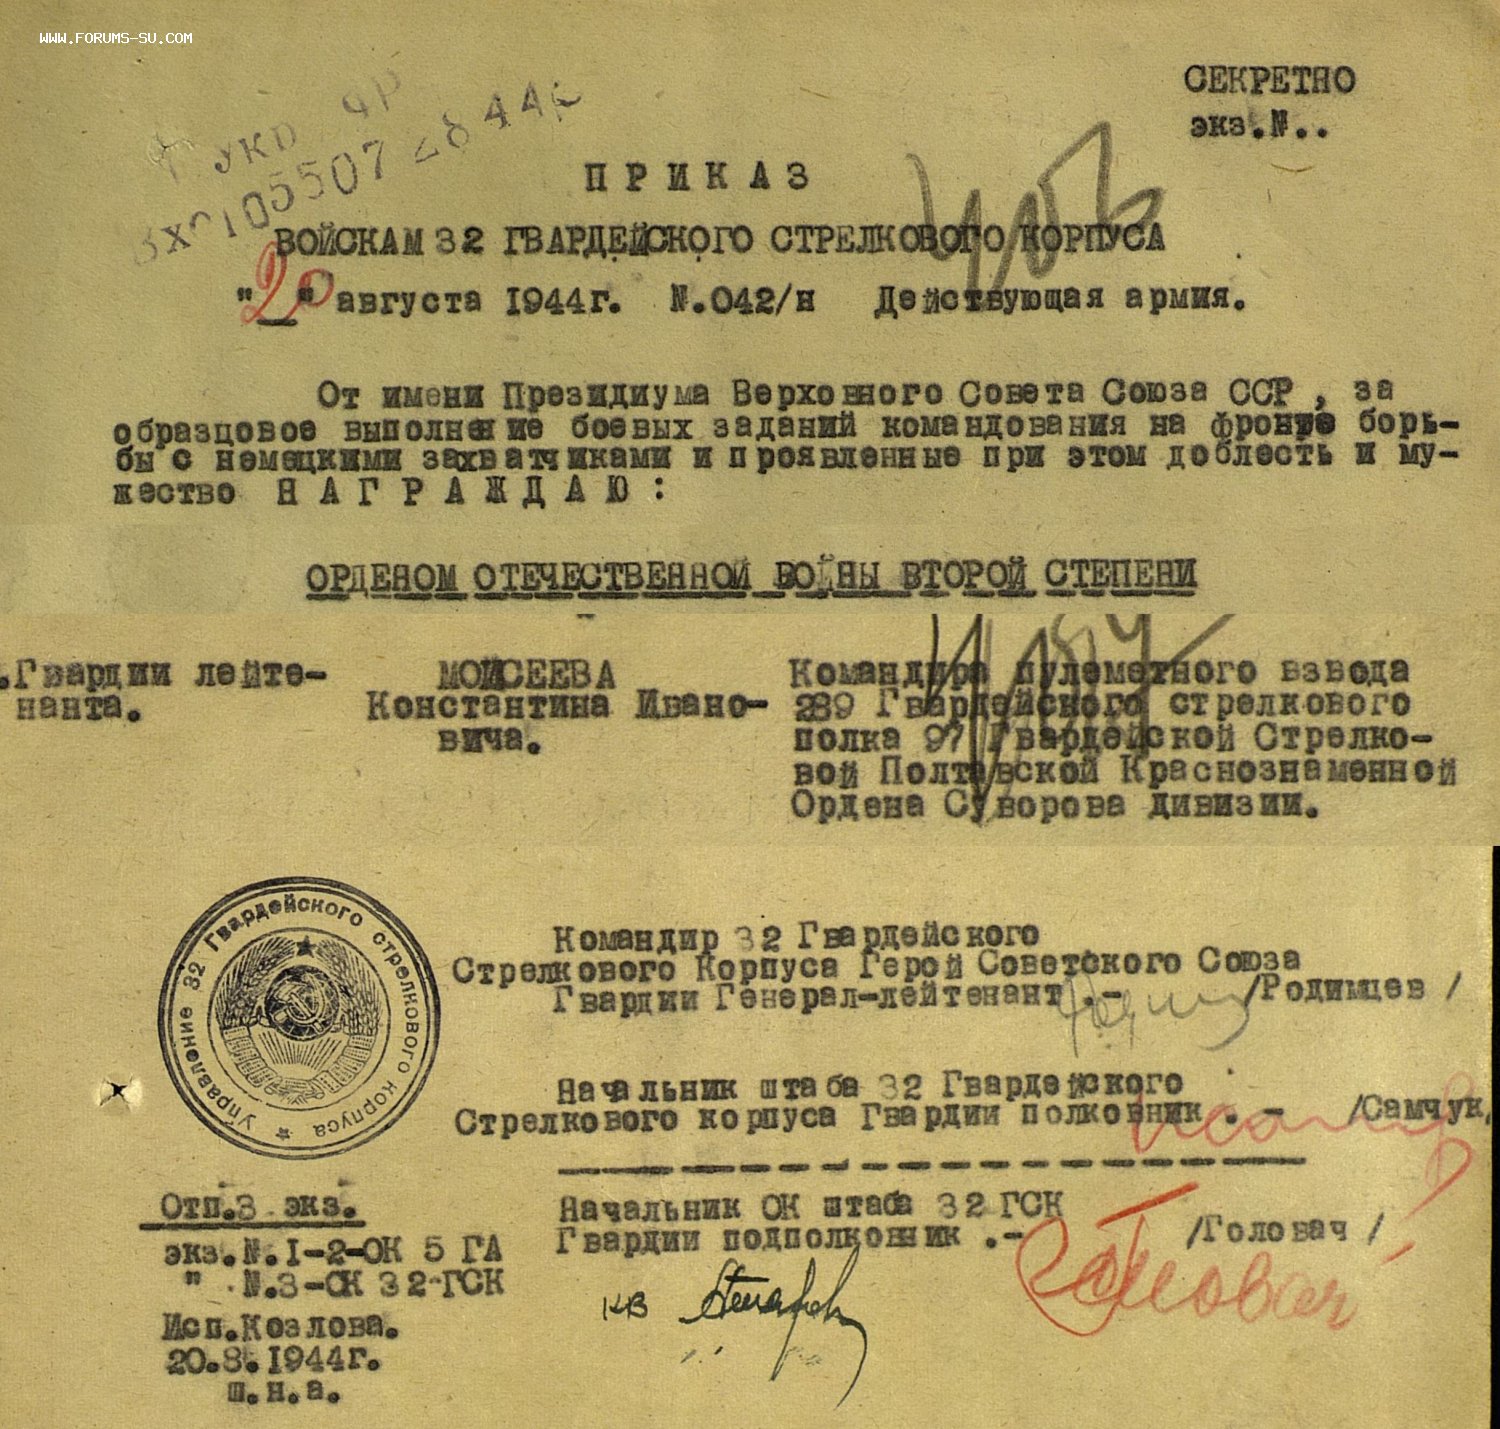 WWW.FORUMS-SU.COM
СЕКРЕТНО
экз.№..
УКР
105507 28 44г
П Р И К А З
ВОЙСКАМ 32 ГВАРДЕЙСКОГО СТРЕЛКОВОГО КОРПУСА
"20" августа 1944г. №.042/н Действующая армия.
От имени Президиума Верховного Совета Союза ССР , за
образцовое выполнение боевых заданий командования на фронте борь-
бы с немецкими захватчиками и проявленные при этом доблесть и му-
жество Н А Г Р А Ж Д А Ю :
ОРДЕНОМ ОТЕЧЕСТВЕННОЙ ВОЙНЫ ВТОРОЙ СТЕПЕНИ
.Гвардии лейте-
нанта.
МОИСЕЕВА
Константина Ивано-
вича.
Командира пулеметного взвода
289 Гвардейского стрелкового
полка 97 Гвардейской Стрелко-
вой Полтавской Краснознаменной
Ордена Суворова дивизии.
Управление 32 Гвардейского стрелкового корпуса
Командир 32 Гвардейского
Стрелкового Корпуса Герой Советского Союза
Гвардии Генерал-лейтенант .- /Родимцев /
Начальник штаба 32 Гвардейского
Стрелкового корпуса Гвардии полковник . - /Самчук/
Начальник ОК штаба 32 ГСК
Гвардии подполковник .- /Головач /
Головач
Отп.3 экз.
экз.№.1-2-ОК 5 ГА
" №.3-ОК 32 ГСК
Исп.Козлова.
20.8.1944г.
ш.н.а.